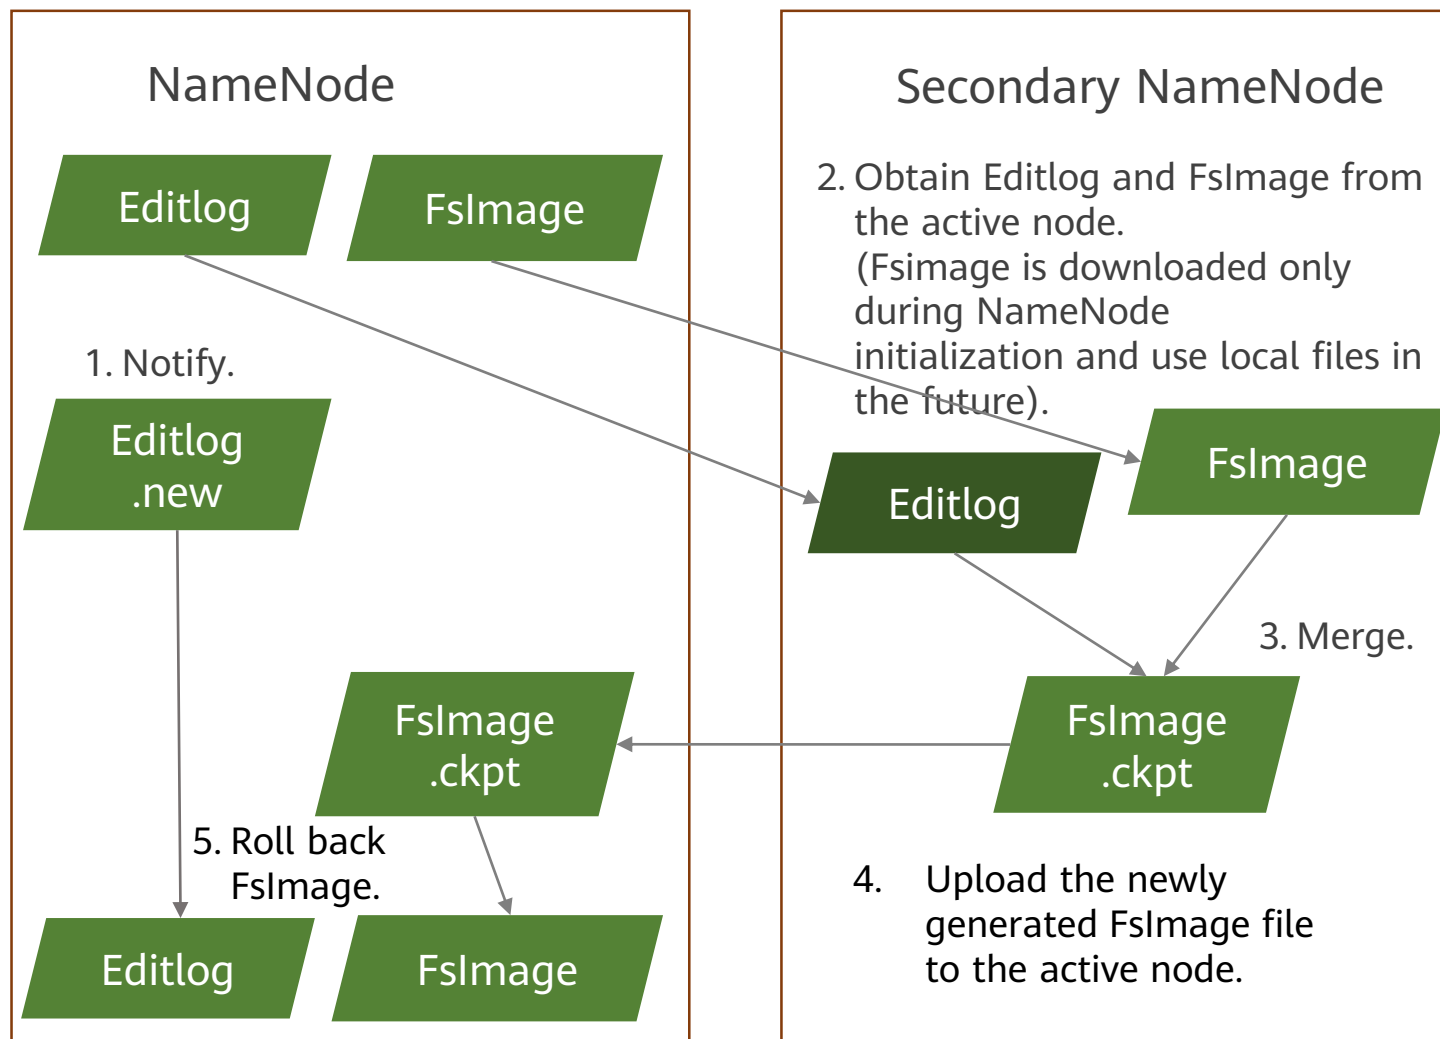 NameNode
Editlog
FsImage
1. Notify.
Editlog
.new
FsImage
.ckpt
5. Roll back
FsImage.
Editlog
FsImage
Secondary NameNode
2. Obtain Editlog and FsImage from
the active node.
(Fsimage is downloaded only
during NameNode
initialization and use local files in
the future).
Editlog
FsImage
3. Merge.
FsImage
.ckpt
4. Upload the newly
generated FsImage file
to the active node.